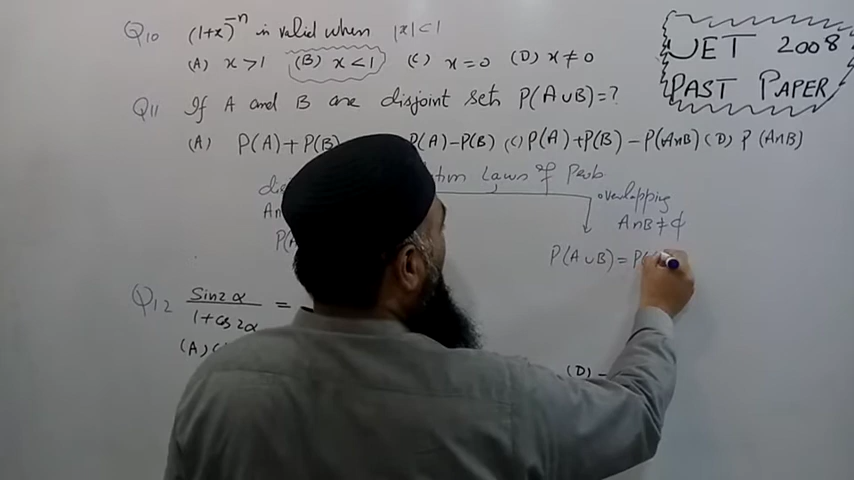 Q10 (1+x)^-n is valid when |x|<1
(A) x>1 (B) x<1 (C) x=0 (D) x≠0
UET 2008
PAST PAPER
Q11 If A and B are disjoint sets P(A∪B)=?
(A) P(A)+P(B) P(A)-P(B) (C) P(A)+P(B)-P(A∩B) (D) P(A∩B)
Laws of Prob
overlapping
A∩B≠φ
P(A∪B)=P(
Q12 Sin2α/1+cos2α =
(A) (D) -